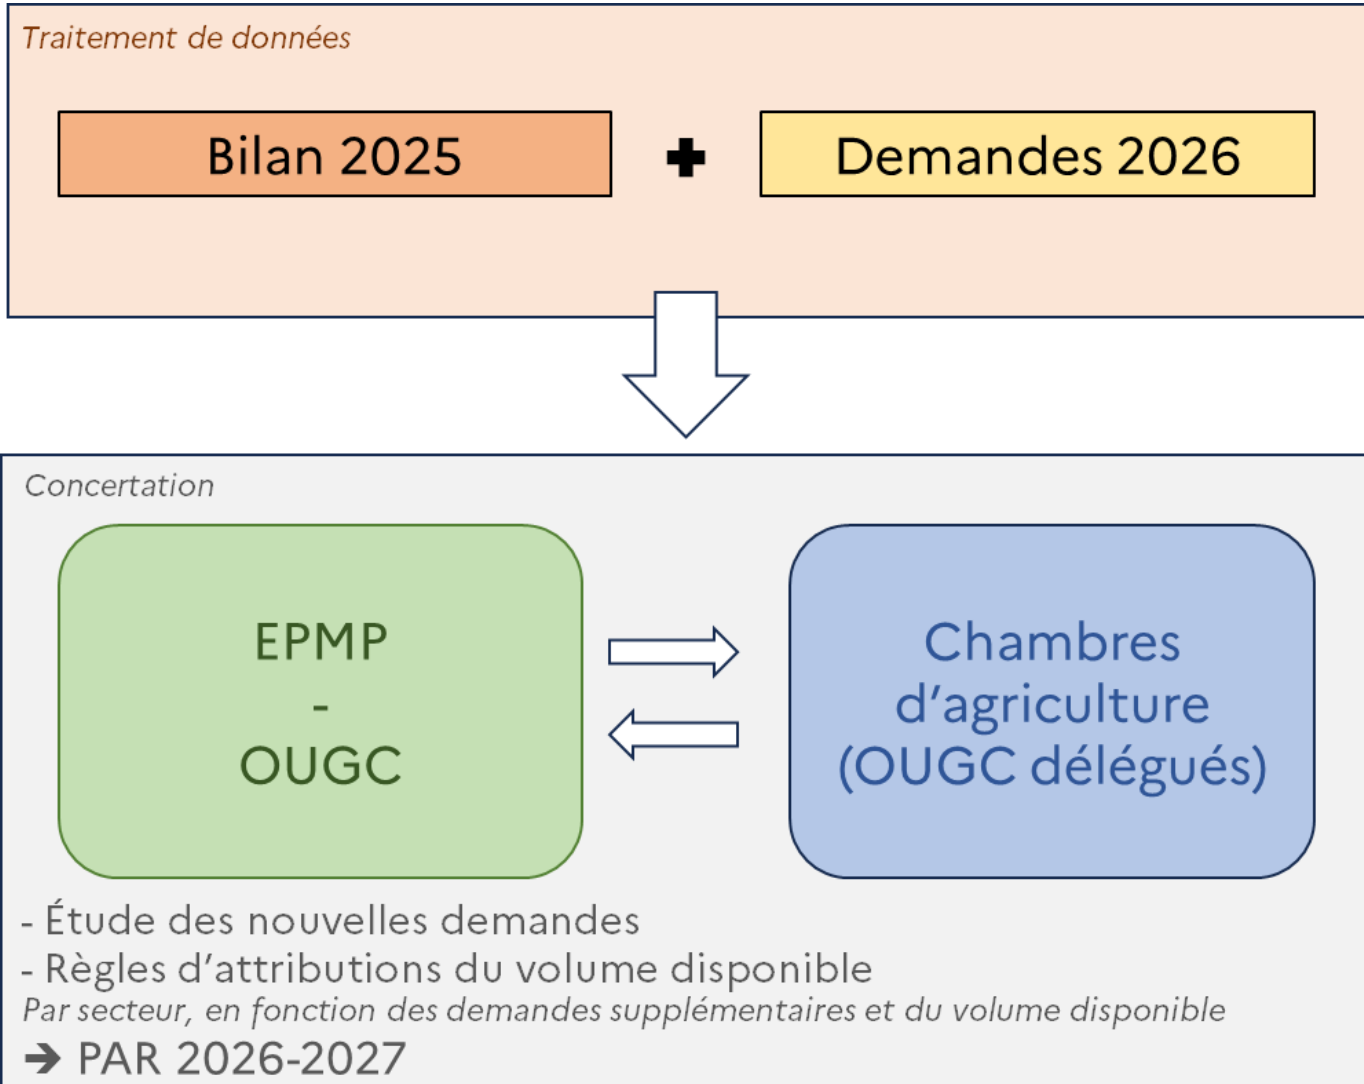 Traitement de données
Bilan 2025
+
Demandes 2026
Concertation
EPMP
-
OUGC
Chambres
d’agriculture
(OUGC délégués)
- Étude des nouvelles demandes
- Règles d’attributions du volume disponible
Par secteur, en fonction des demandes supplémentaires et du volume disponible
➔ PAR 2026-2027